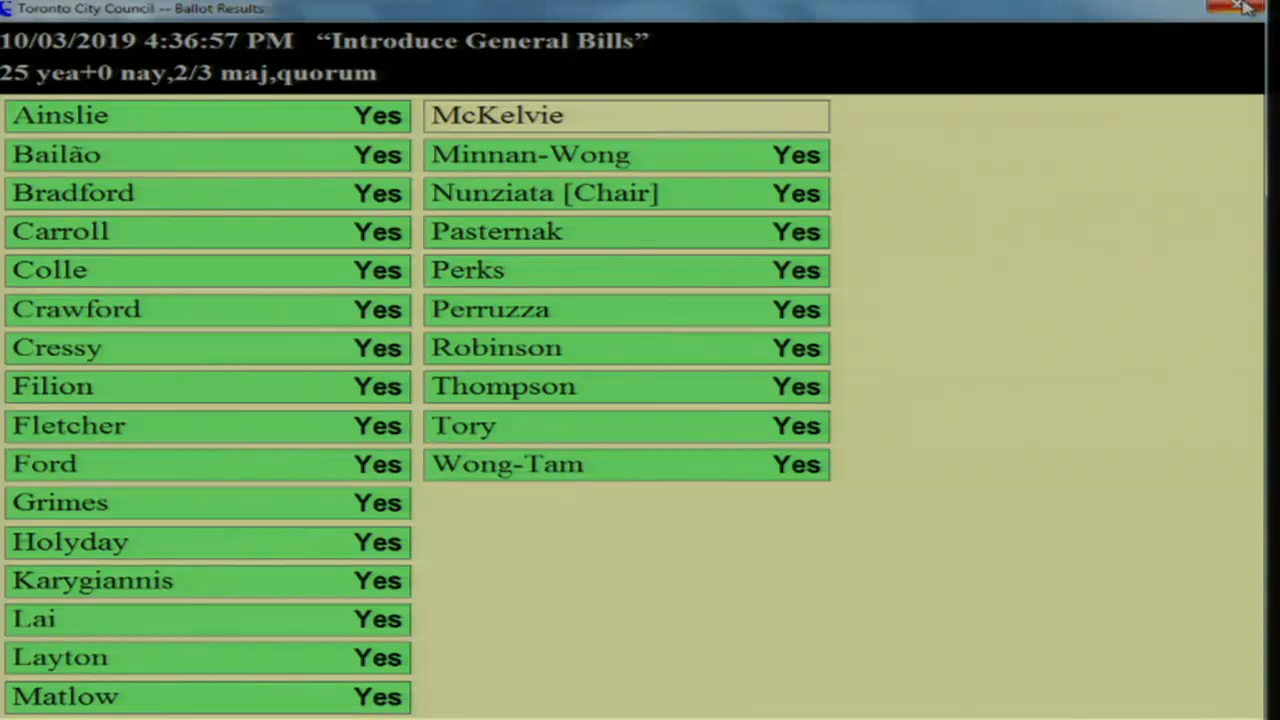 Toronto City Council -- Ballot Results
10/03/2019 4:36:57 PM “Introduce General Bills”
25 yea+0 nay,2/3 maj,quorum
Ainslie Yes
Bailão Yes
Bradford Yes
Carroll Yes
Colle Yes
Crawford Yes
Cressy Yes
Filion Yes
Fletcher Yes
Ford Yes
Grimes Yes
Holyday Yes
Karygiannis Yes
Lai Yes
Layton Yes
Matlow Yes
McKelvie
Minnan-Wong Yes
Nunziata [Chair] Yes
Pasternak Yes
Perks Yes
Perruzza Yes
Robinson Yes
Thompson Yes
Tory Yes
Wong-Tam Yes